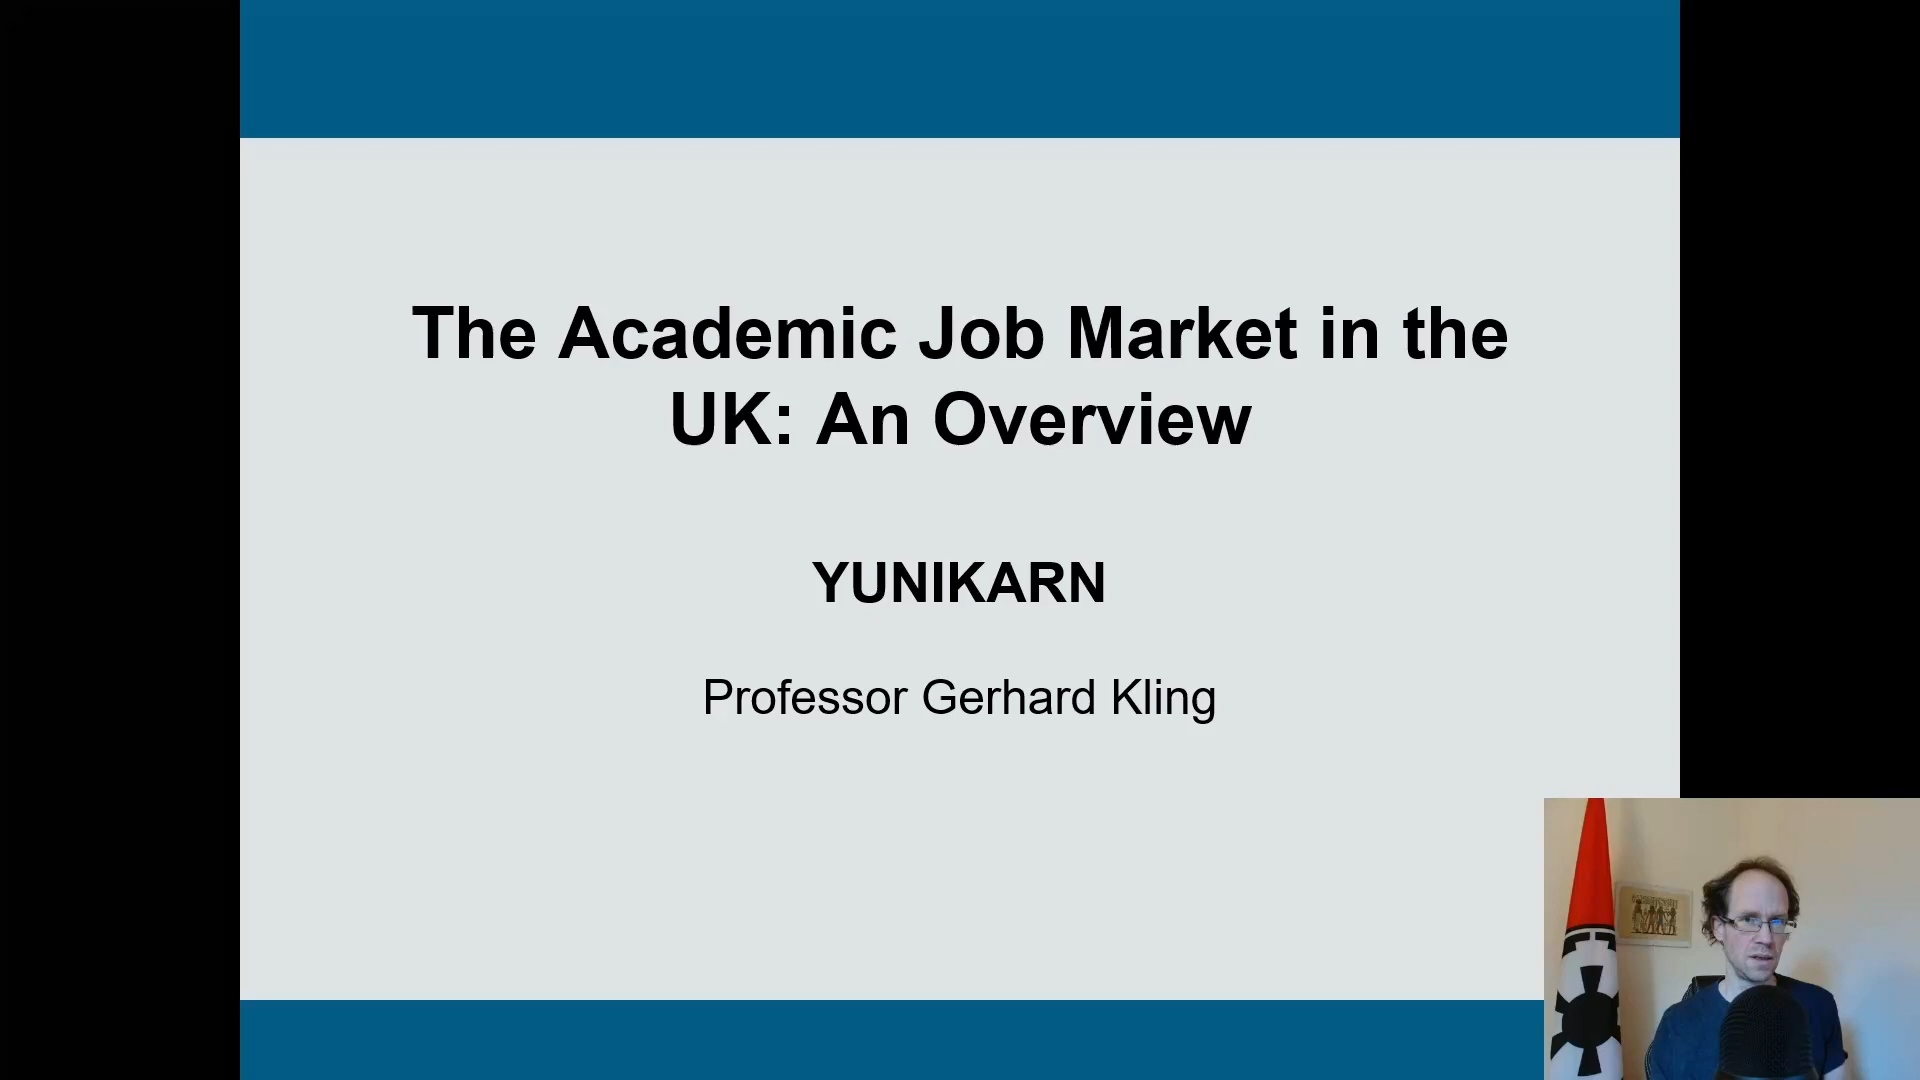 The Academic Job Market in the
UK: An Overview
YUNIKARN
Professor Gerhard Kling